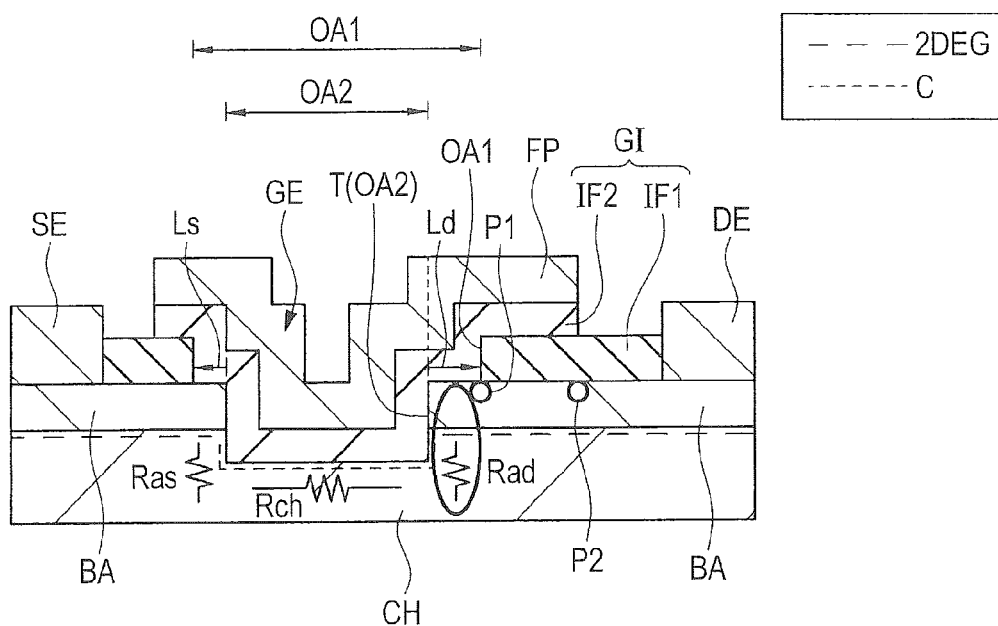 OA1
2DEG
C
OA2
GI
OA1
FP
T(OA2)
IF2
IF1
GE
Ld
P1
DE
SE
Ls
Ras
Rch
Rad
BA
CH
P2
BA